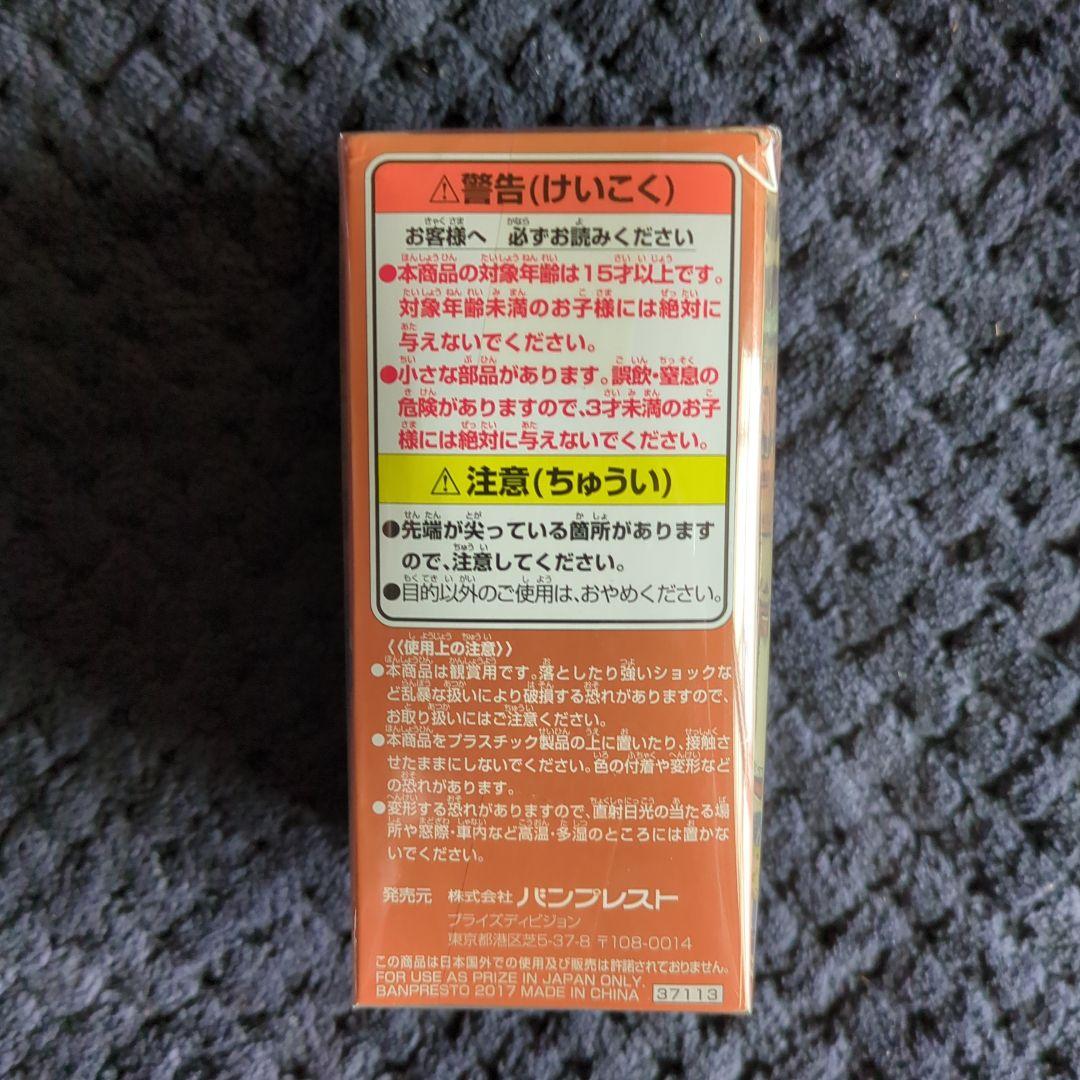 ⚠警告(けいこく)
お客様へ 必ずお読みください
●本商品の対象年齢は15才以上です。
対象年齢未満のお子様には絶対に
与えないでください。
●小さな部品があります。誤飲・窒息の
危険がありますので、3才未満のお子
様には絶対に与えないでください。
⚠注意(ちゅうい)
●先端が尖っている箇所があります
ので、注意してください。
●目的以外のご使用は、おやめください。
《使用上の注意》
●本商品は観賞用です。落としたり強いショックな
ど乱暴な扱いにより破損する恐れがありますので、
お取り扱いにはご注意ください。
●本商品をプラスチック製品の上に置いたり、接触さ
せたままにしないでください。色の付着や変形など
の恐れがあります。
●変形する恐れがありますので、直射日光の当たる場
所や窓際・車内など高温・多湿のところには置かな
いでください。
発売元 株式会社 バンプレスト
プライズディビジョン
東京都港区芝5-37-8 〒108-0014
この商品は日本国外での使用及び販売は許諾されておりません。
FOR USE AS PRIZE IN JAPAN ONLY.
BANPRESTO 2017 MADE IN CHINA 37113